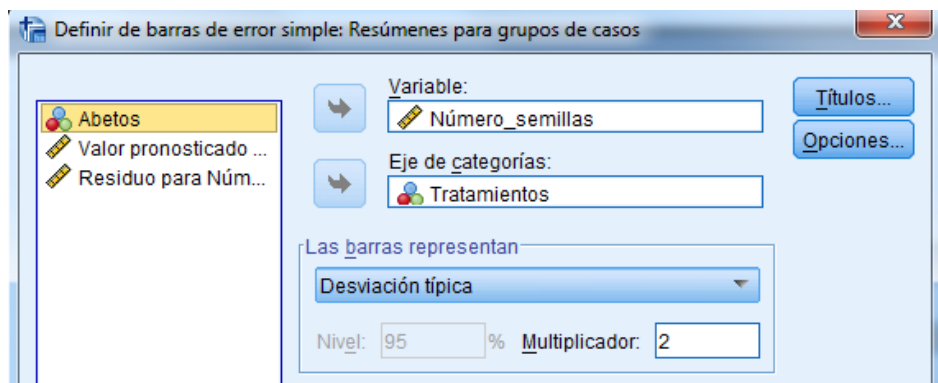 Definir de barras de error simple: Resúmenes para grupos de casos
Abetos
Valor pronosticado ...
Residuo para Núm...
Variable:
Número_semillas
Eje de categorías:
Tratamientos
Las barras representan
Desviación típica
Nivel: 95 % Multiplicador: 2
Títulos...
Opciones...